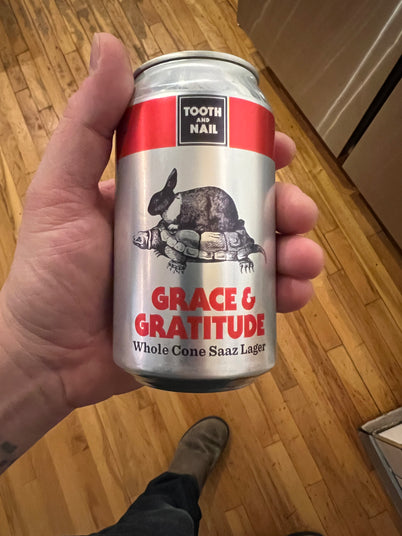 TOOTH
AND
NAIL
GRACE &
GRATITUDE
Whole Cone Saaz Lager